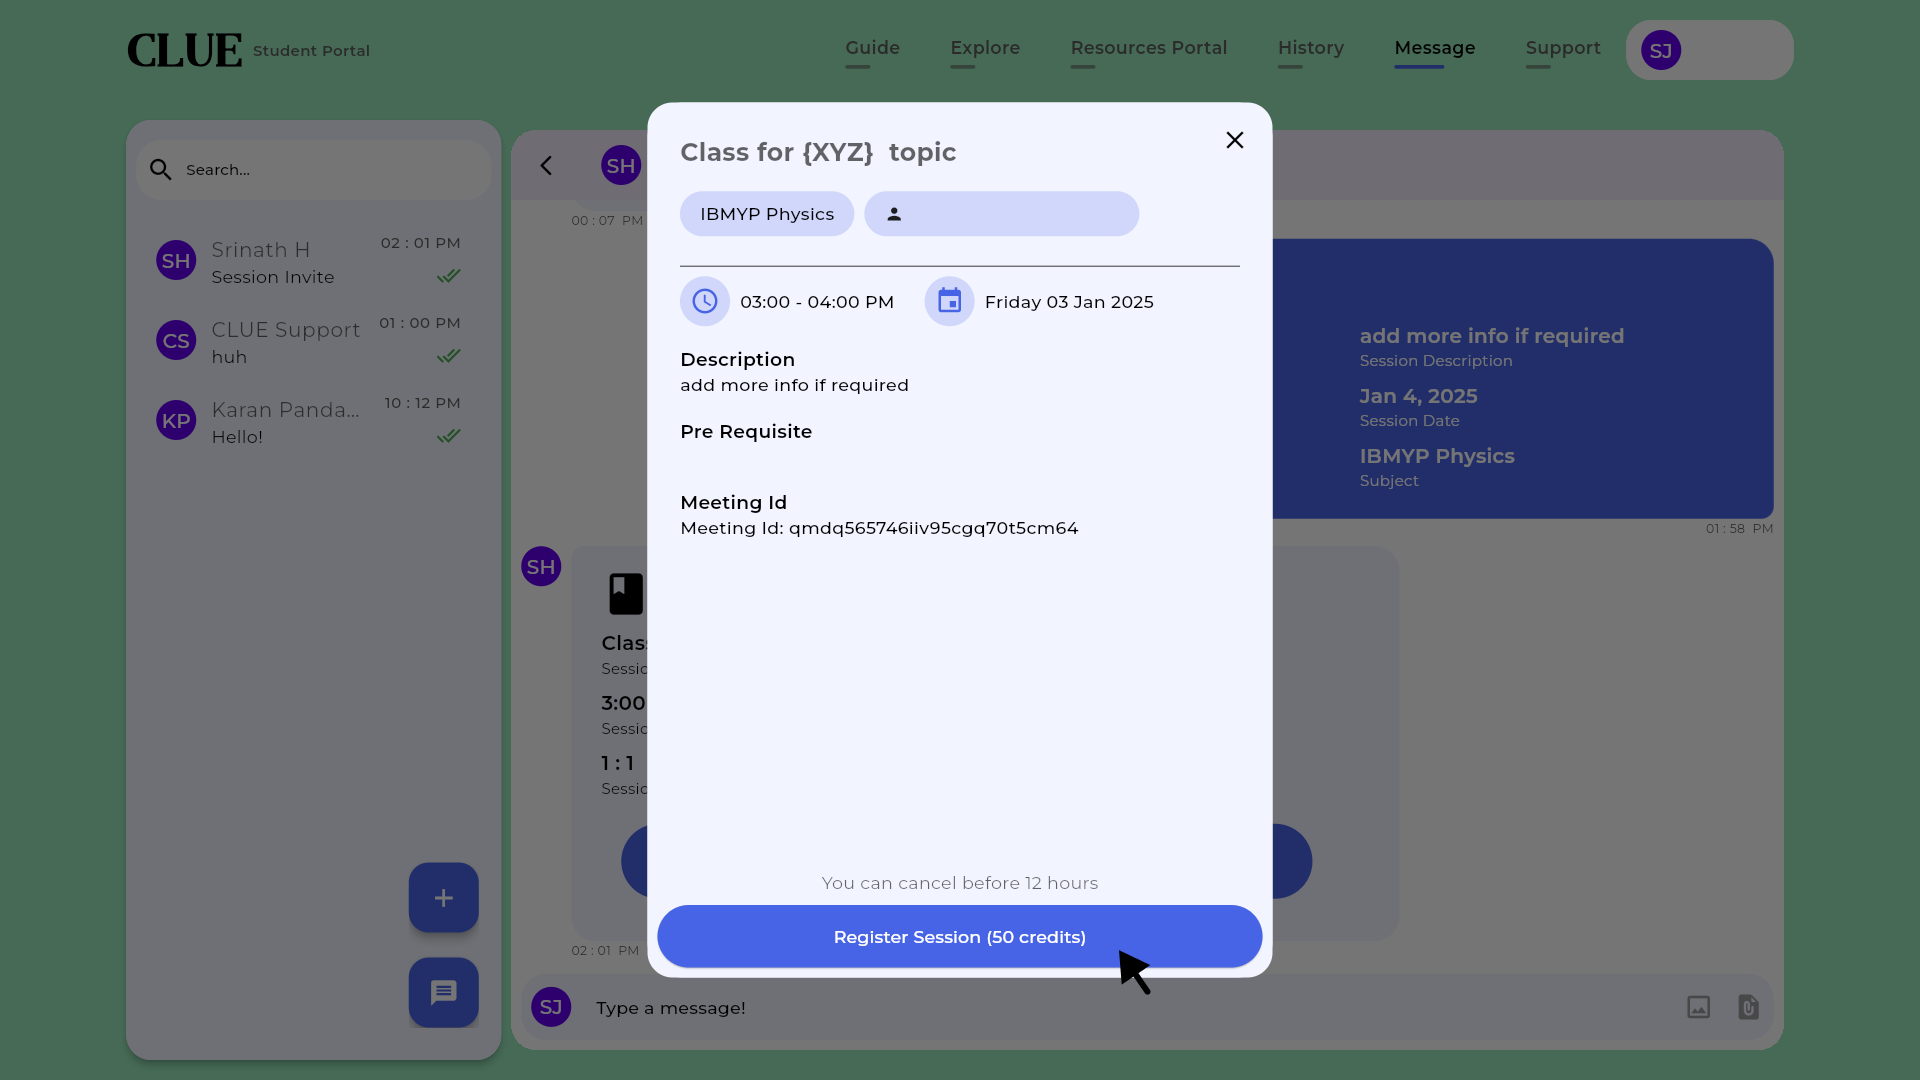 CLUE Student Portal
Guide
Explore
Resources Portal
History
Message
Support
SJ
Search...
SH
Srinath H
02 : 01 PM
Session Invite
CS
CLUE Support
01 : 00 PM
huh
KP
Karan Panda...
10 : 12 PM
Hello!
SH
00 : 07 PM
add more info if required
Session Description
Jan 4, 2025
Session Date
IBMYP Physics
Subject
01 : 58 PM
SH
3:00
1 : 1
02 : 01 PM
SJ
Type a message!
Class for {XYZ} topic
IBMYP Physics
03:00 - 04:00 PM
Friday 03 Jan 2025
Description
add more info if required
Pre Requisite
Meeting Id
Meeting Id: qmdq565746iiv95cgq70t5cm64
You can cancel before 12 hours
Register Session (50 credits)